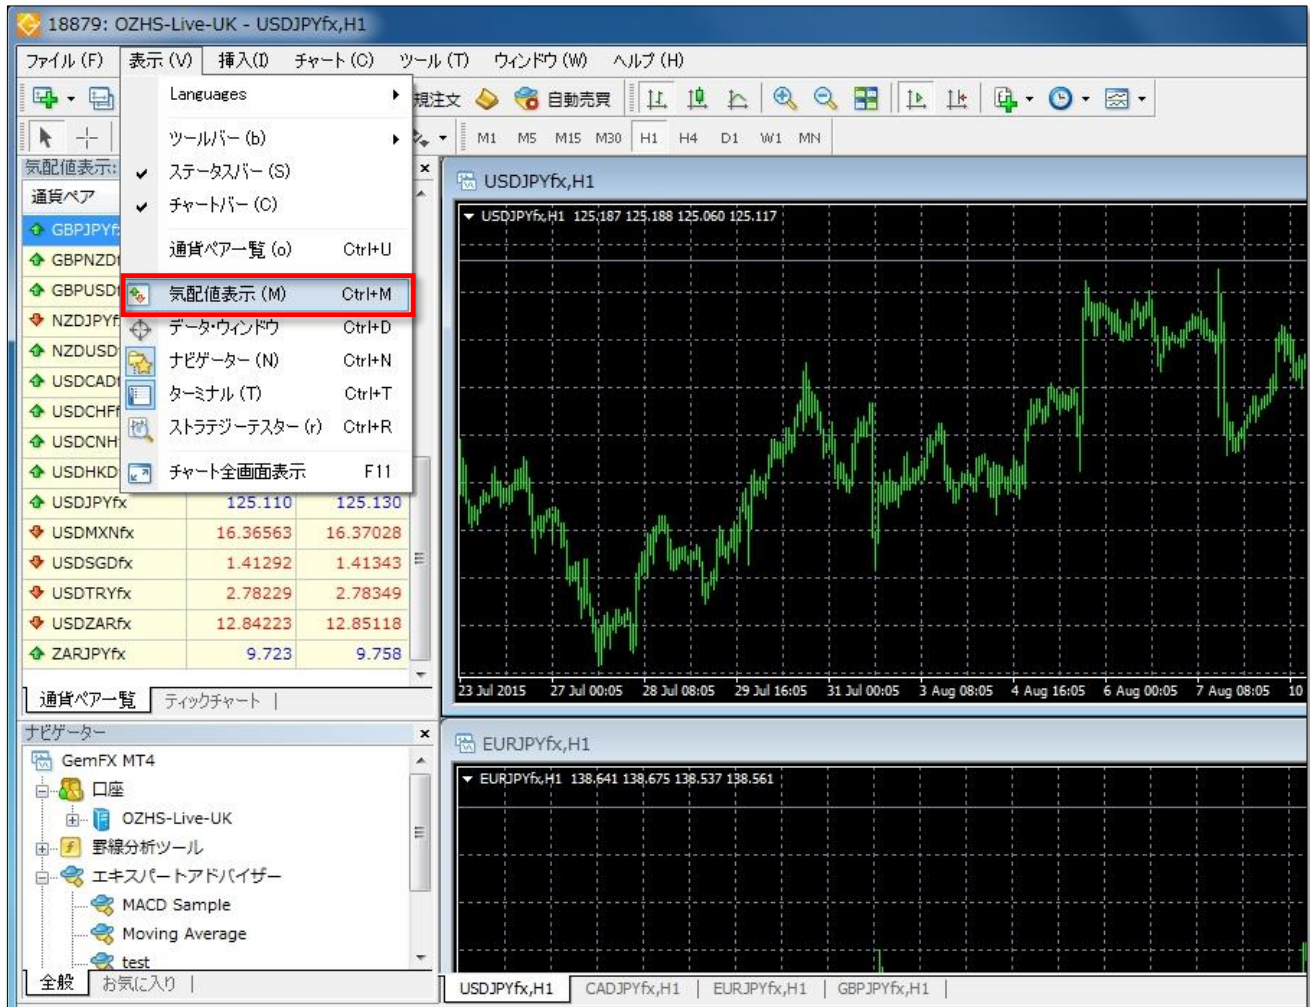 18879: OZHS-Live-UK - USDJPYfx,H1
ファイル (F) 表示 (V) 挿入(I) チャート (C) ツール (T) ウィンドウ (W) ヘルプ (H)
規注文 自動売買
M1 M5 M15 M30 H1 H4 D1 W1 MN
Languages
ツールバー (b)
ステータスバー (S)
チャートバー (C)
通貨ペア一覧 (o) Ctrl+U
気配値表示 (M) Ctrl+M
データ・ウィンドウ Ctrl+D
ナビゲーター (N) Ctrl+N
ターミナル (T) Ctrl+T
ストラテジーテスター (r) Ctrl+R
チャート全画面表示 F11
気配値表示:
通貨ペア
GBPJPYf
GBPNZD
GBPUSD
NZDJPYf
NZDUSD
USDCAD
USDCHF
USDCNH
USDHKD
USDJPYfx 125.110 125.130
USDMXNfx 16.36563 16.37028
USDSGDfx 1.41292 1.41343
USDTRYfx 2.78229 2.78349
USDZARfx 12.84223 12.85118
ZARJPYfx 9.723 9.758
通貨ペア一覧 ティックチャート
ナビゲーター
GemFX MT4
口座
OZHS-Live-UK
罫線分析ツール
エキスパートアドバイザー
MACD Sample
Moving Average
test
全般 お気に入り
USDJPYfx,H1
USDJPYfx,H1 125.187 125.188 125.060 125.117
23 Jul 2015 27 Jul 00:05 28 Jul 08:05 29 Jul 16:05 31 Jul 00:05 3 Aug 08:05 4 Aug 16:05 6 Aug 00:05 7 Aug 08:05 10
EURJPYfx,H1
EURJPYfx,H1 138.641 138.675 138.537 138.561
USDJPYfx,H1 CADJPYfx,H1 EURJPYfx,H1 GBPJPYfx,H1